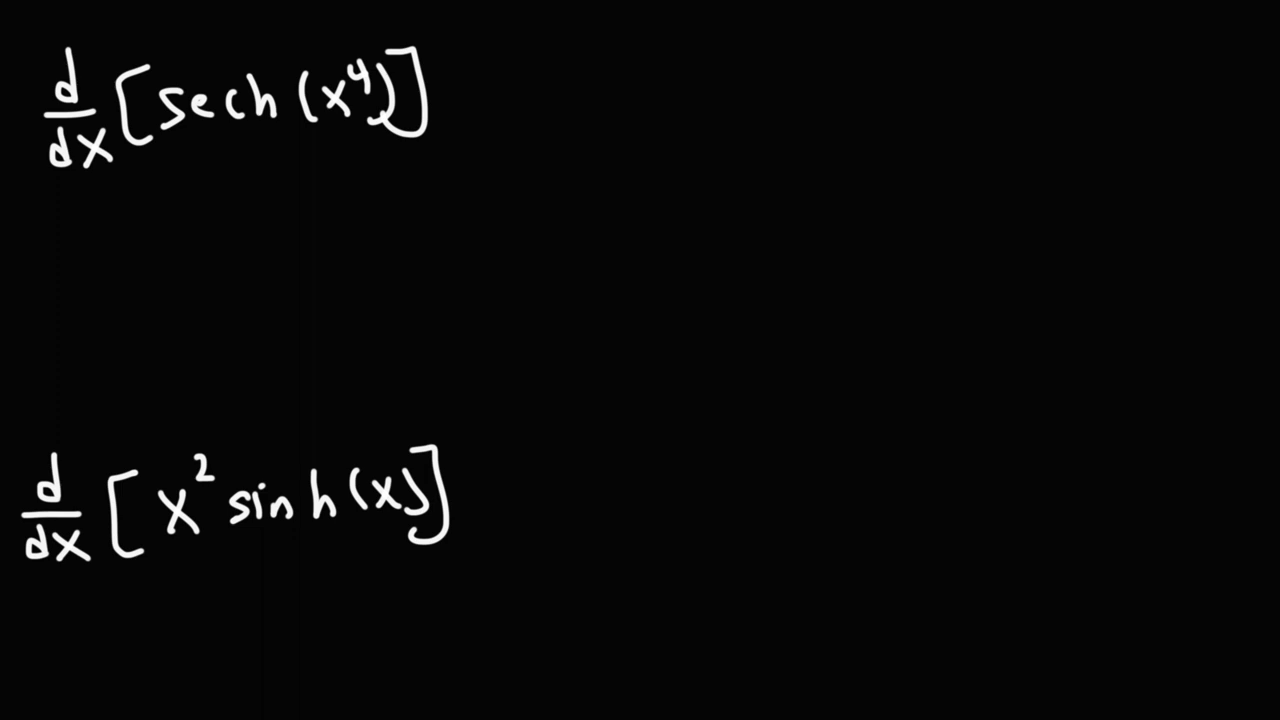 d/dx [sech(x⁴)]
d/dx [x² sinh(x)]